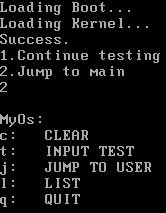 Loading Boot...
Loading Kernel...
Success.
1.Continue testing
2.Jump to main
2
MyOs:
c: CLEAR
t: INPUT TEST
j: JUMP TO USER
l: LIST
q: QUIT